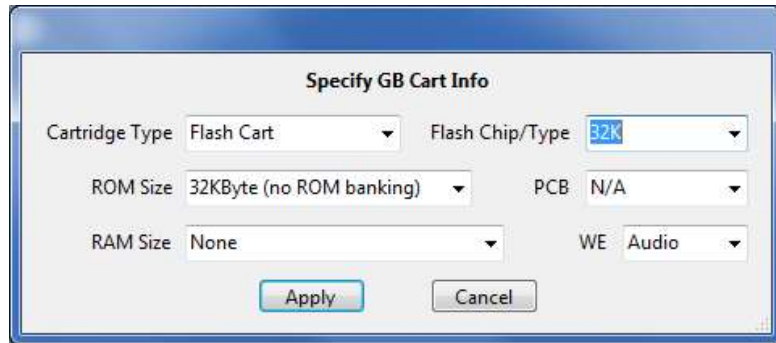 Specify GB Cart Info
Cartridge Type Flash Cart Flash Chip/Type 32K
ROM Size 32KByte (no ROM banking) PCB N/A
RAM Size None WE Audio
Apply Cancel